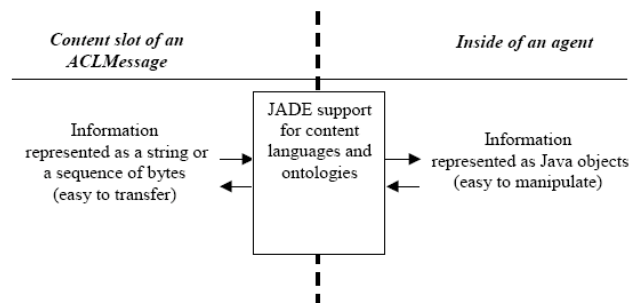 Content slot of an
ACLMessage
Inside of an agent
Information
represented as a string or
a sequence of bytes
(easy to transfer)
JADE support
for content
languages and
ontologies
Information
represented as Java objects
(easy to manipulate)